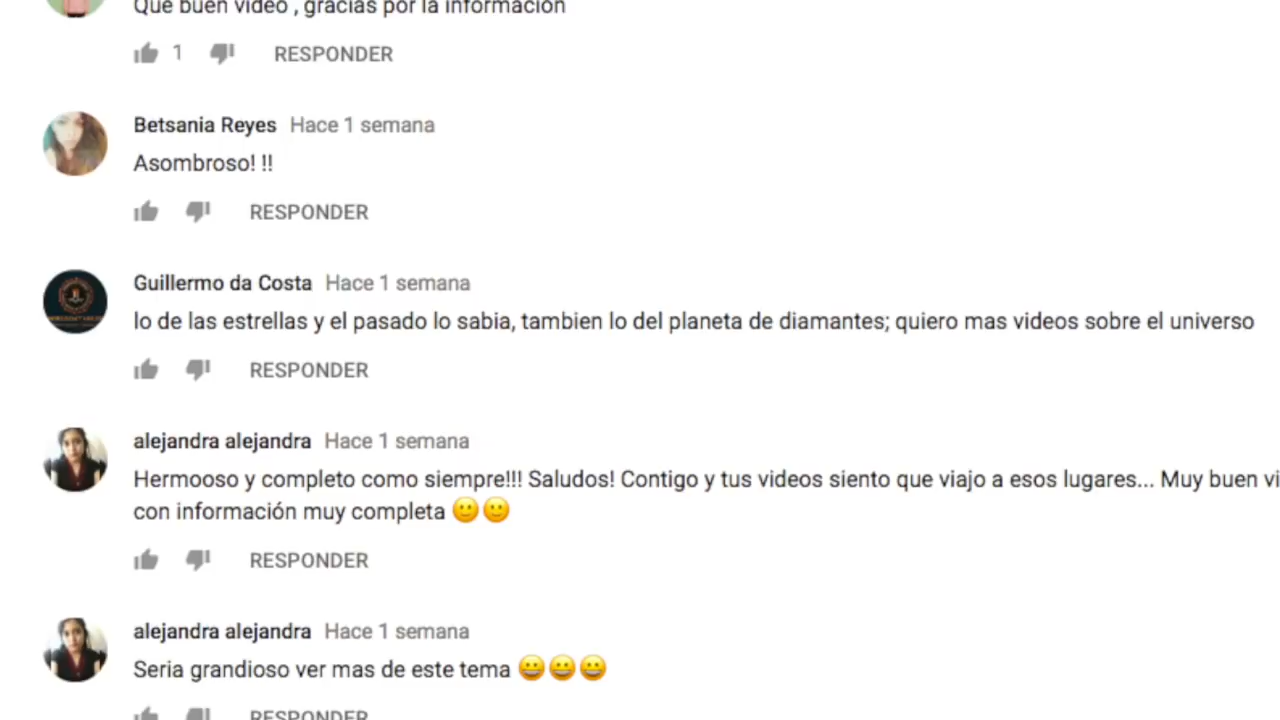 Que buen video , gracias por la información
1 RESPONDER
Betsania Reyes Hace 1 semana
Asombroso! !!
RESPONDER
Guillermo da Costa Hace 1 semana
lo de las estrellas y el pasado lo sabia, tambien lo del planeta de diamantes; quiero mas videos sobre el universo
RESPONDER
alejandra alejandra Hace 1 semana
Hermooso y completo como siempre!!! Saludos! Contigo y tus videos siento que viajo a esos lugares... Muy buen vi
con información muy completa 🙂🙂
RESPONDER
alejandra alejandra Hace 1 semana
Seria grandioso ver mas de este tema 😀😀😀
RESPONDER